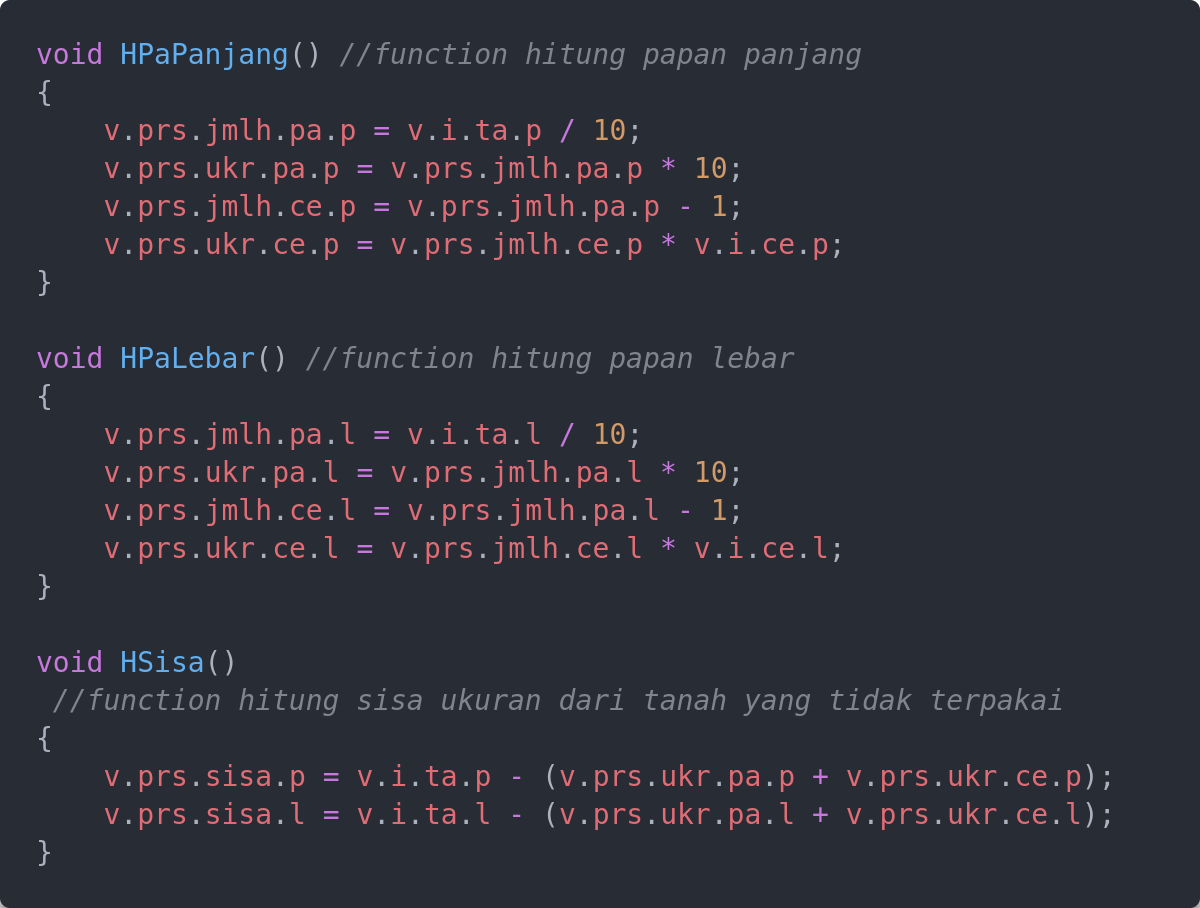 void HPaPanjang() //function hitung papan panjang
{
    v.prs.jmlh.pa.p = v.i.ta.p / 10;
    v.prs.ukr.pa.p = v.prs.jmlh.pa.p * 10;
    v.prs.jmlh.ce.p = v.prs.jmlh.pa.p - 1;
    v.prs.ukr.ce.p = v.prs.jmlh.ce.p * v.i.ce.p;
}

void HPaLebar() //function hitung papan lebar
{
    v.prs.jmlh.pa.l = v.i.ta.l / 10;
    v.prs.ukr.pa.l = v.prs.jmlh.pa.l * 10;
    v.prs.jmlh.ce.l = v.prs.jmlh.pa.l - 1;
    v.prs.ukr.ce.l = v.prs.jmlh.ce.l * v.i.ce.l;
}

void HSisa()
 //function hitung sisa ukuran dari tanah yang tidak terpakai
{
    v.prs.sisa.p = v.i.ta.p - (v.prs.ukr.pa.p + v.prs.ukr.ce.p);
    v.prs.sisa.l = v.i.ta.l - (v.prs.ukr.pa.l + v.prs.ukr.ce.l);
}